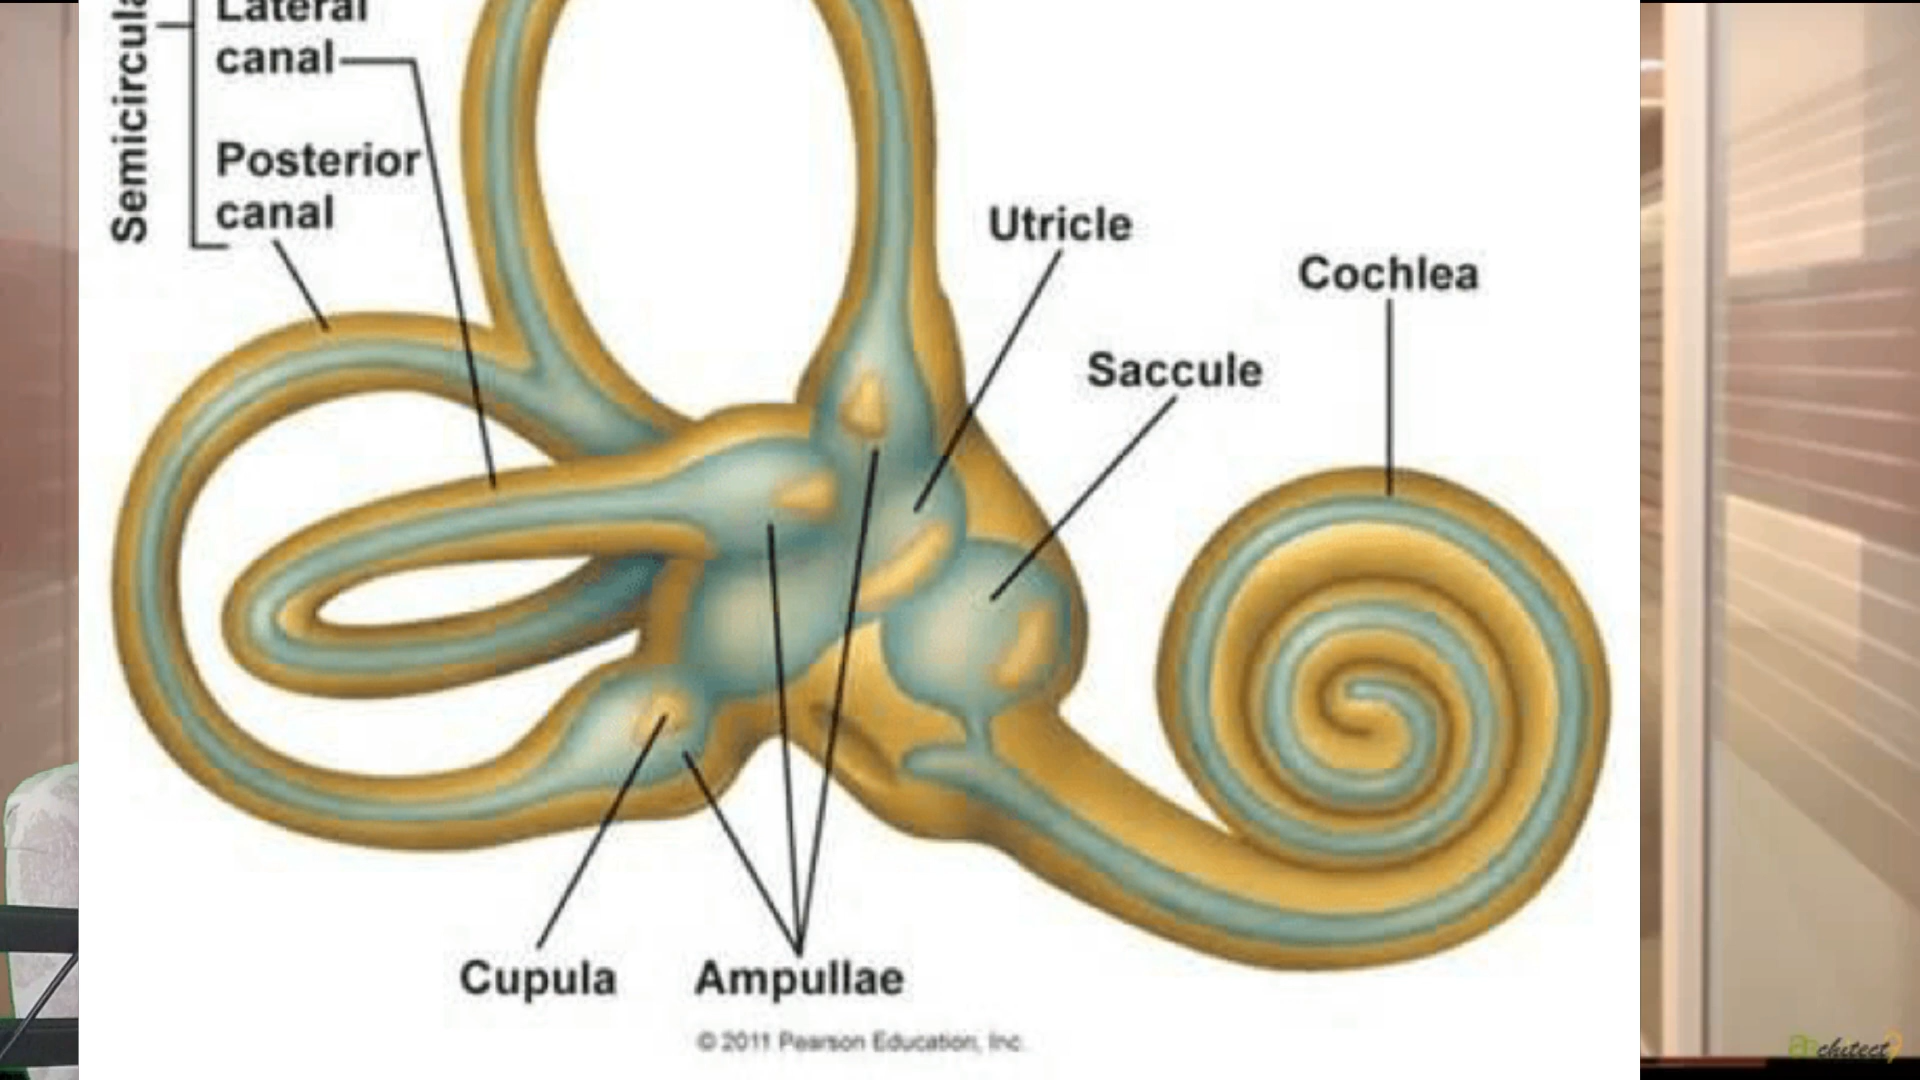 Semicircula
Lateral
canal
Posterior
canal
Utricle
Cochlea
Saccule
Cupula
Ampullae
© 2011 Pearson Education, Inc.